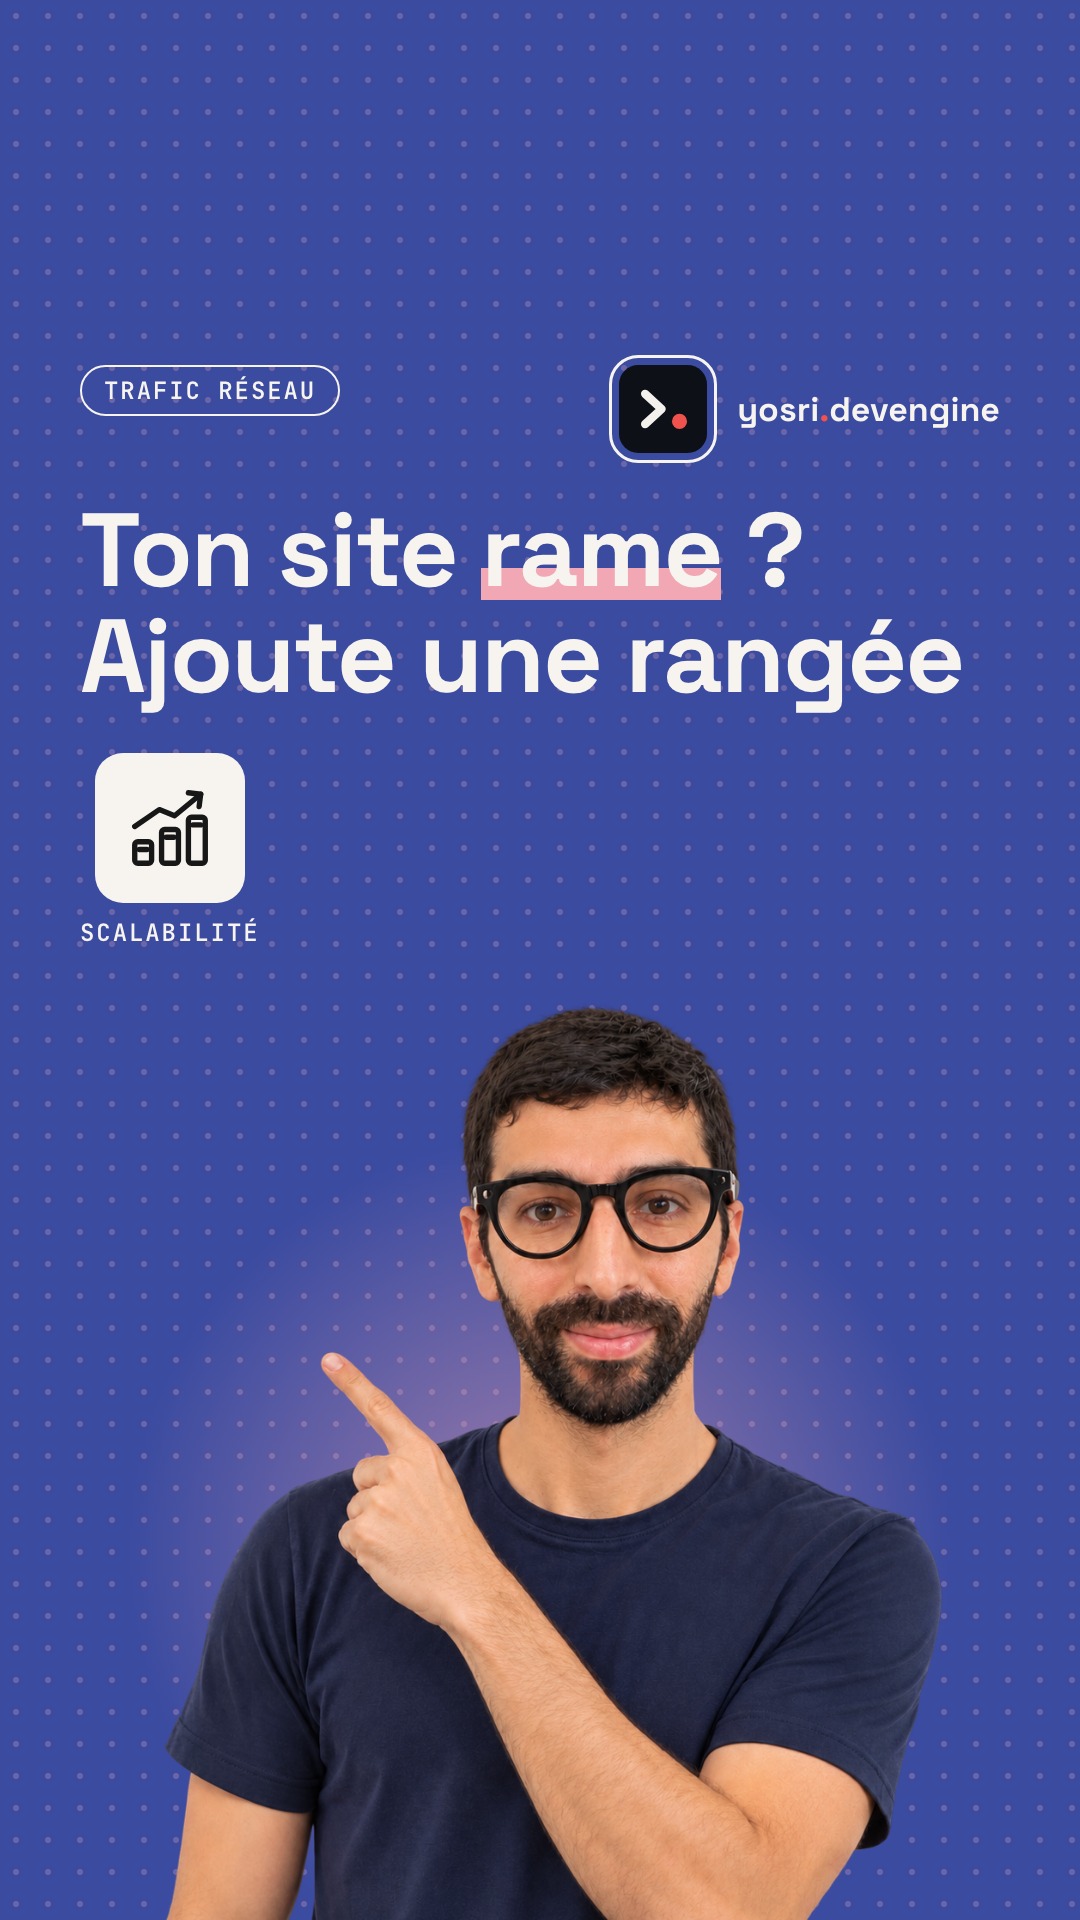 TRAFIC RÉSEAU
yosri.devengine
Ton site rame ?
Ajoute une rangée
SCALABILITÉ